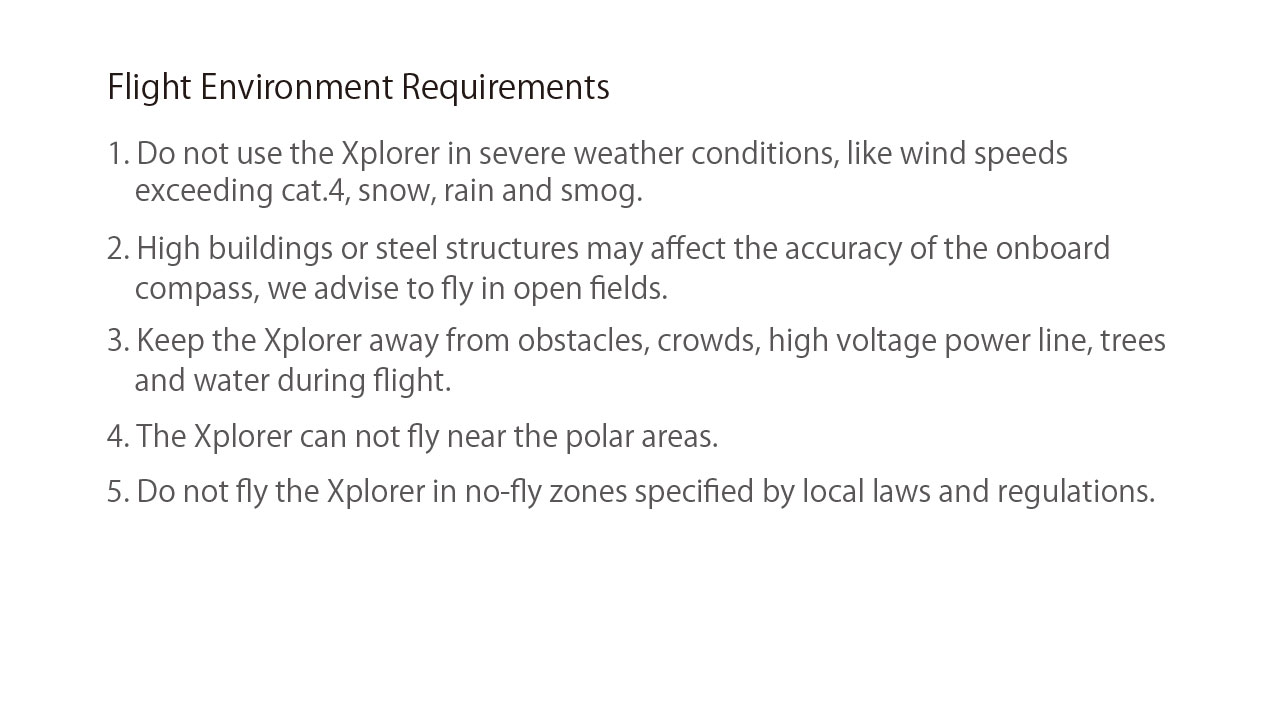 Flight Environment Requirements
1. Do not use the Xplorer in severe weather conditions, like wind speeds
exceeding cat.4, snow, rain and smog.
2. High buildings or steel structures may affect the accuracy of the onboard
compass, we advise to fly in open fields.
3. Keep the Xplorer away from obstacles, crowds, high voltage power line, trees
and water during flight.
4. The Xplorer can not fly near the polar areas.
5. Do not fly the Xplorer in no-fly zones specified by local laws and regulations.